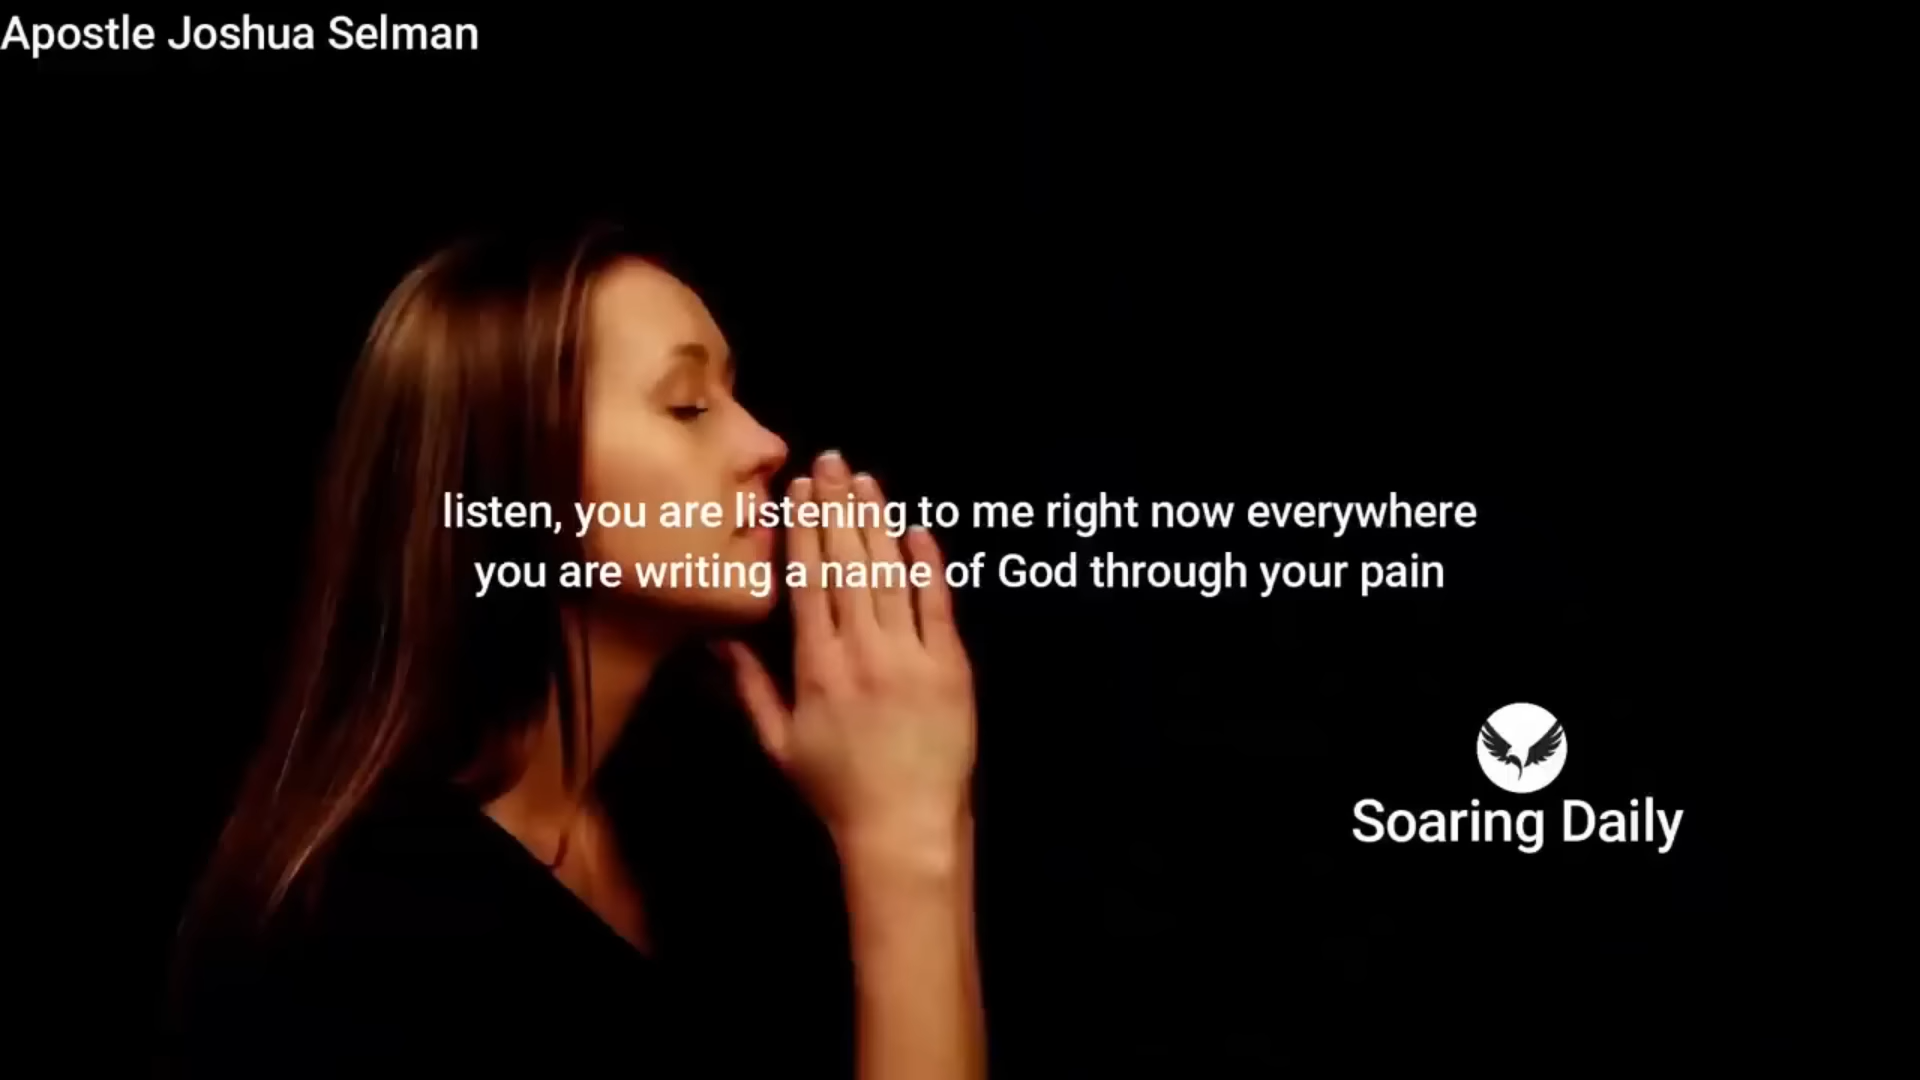 Apostle Joshua Selman
listen, you are listening to me right now everywhere
you are writing a name of God through your pain
Soaring Daily